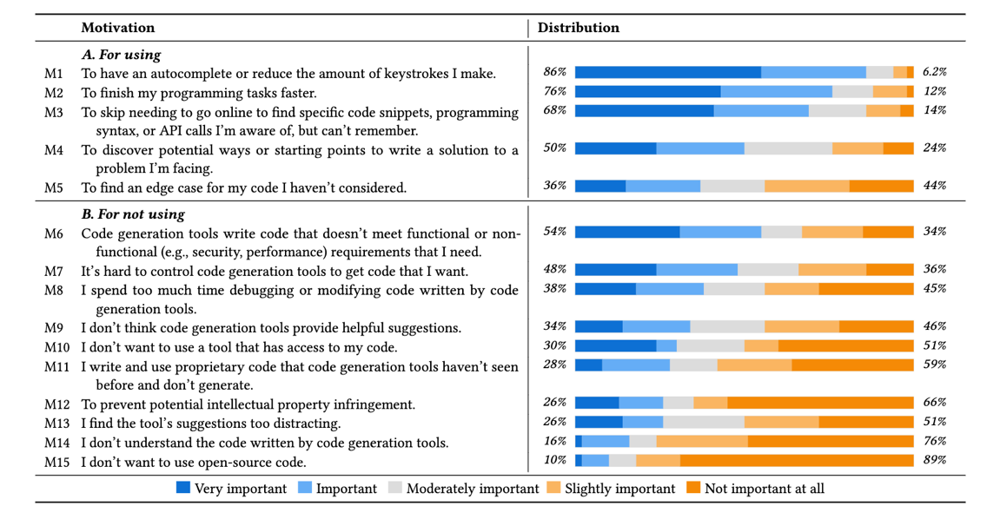 Motivation Distribution
A. For using
M1 To have an autocomplete or reduce the amount of keystrokes I make. 86% 6.2%
M2 To finish my programming tasks faster. 76% 12%
M3 To skip needing to go online to find specific code snippets, programming 68% 14%
syntax, or API calls I'm aware of, but can't remember.
M4 To discover potential ways or starting points to write a solution to a 50% 24%
problem I'm facing.
M5 To find an edge case for my code I haven't considered. 36% 44%
B. For not using
M6 Code generation tools write code that doesn't meet functional or non- 54% 34%
functional (e.g., security, performance) requirements that I need.
M7 It's hard to control code generation tools to get code that I want. 48% 36%
M8 I spend too much time debugging or modifying code written by code 38% 45%
generation tools.
M9 I don't think code generation tools provide helpful suggestions. 34% 46%
M10 I don't want to use a tool that has access to my code. 30% 51%
M11 I write and use proprietary code that code generation tools haven't seen 28% 59%
before and don't generate.
M12 To prevent potential intellectual property infringement. 26% 66%
M13 I find the tool's suggestions too distracting. 26% 51%
M14 I don't understand the code written by code generation tools. 16% 76%
M15 I don't want to use open-source code. 10% 89%
Very important Important Moderately important Slightly important Not important at all